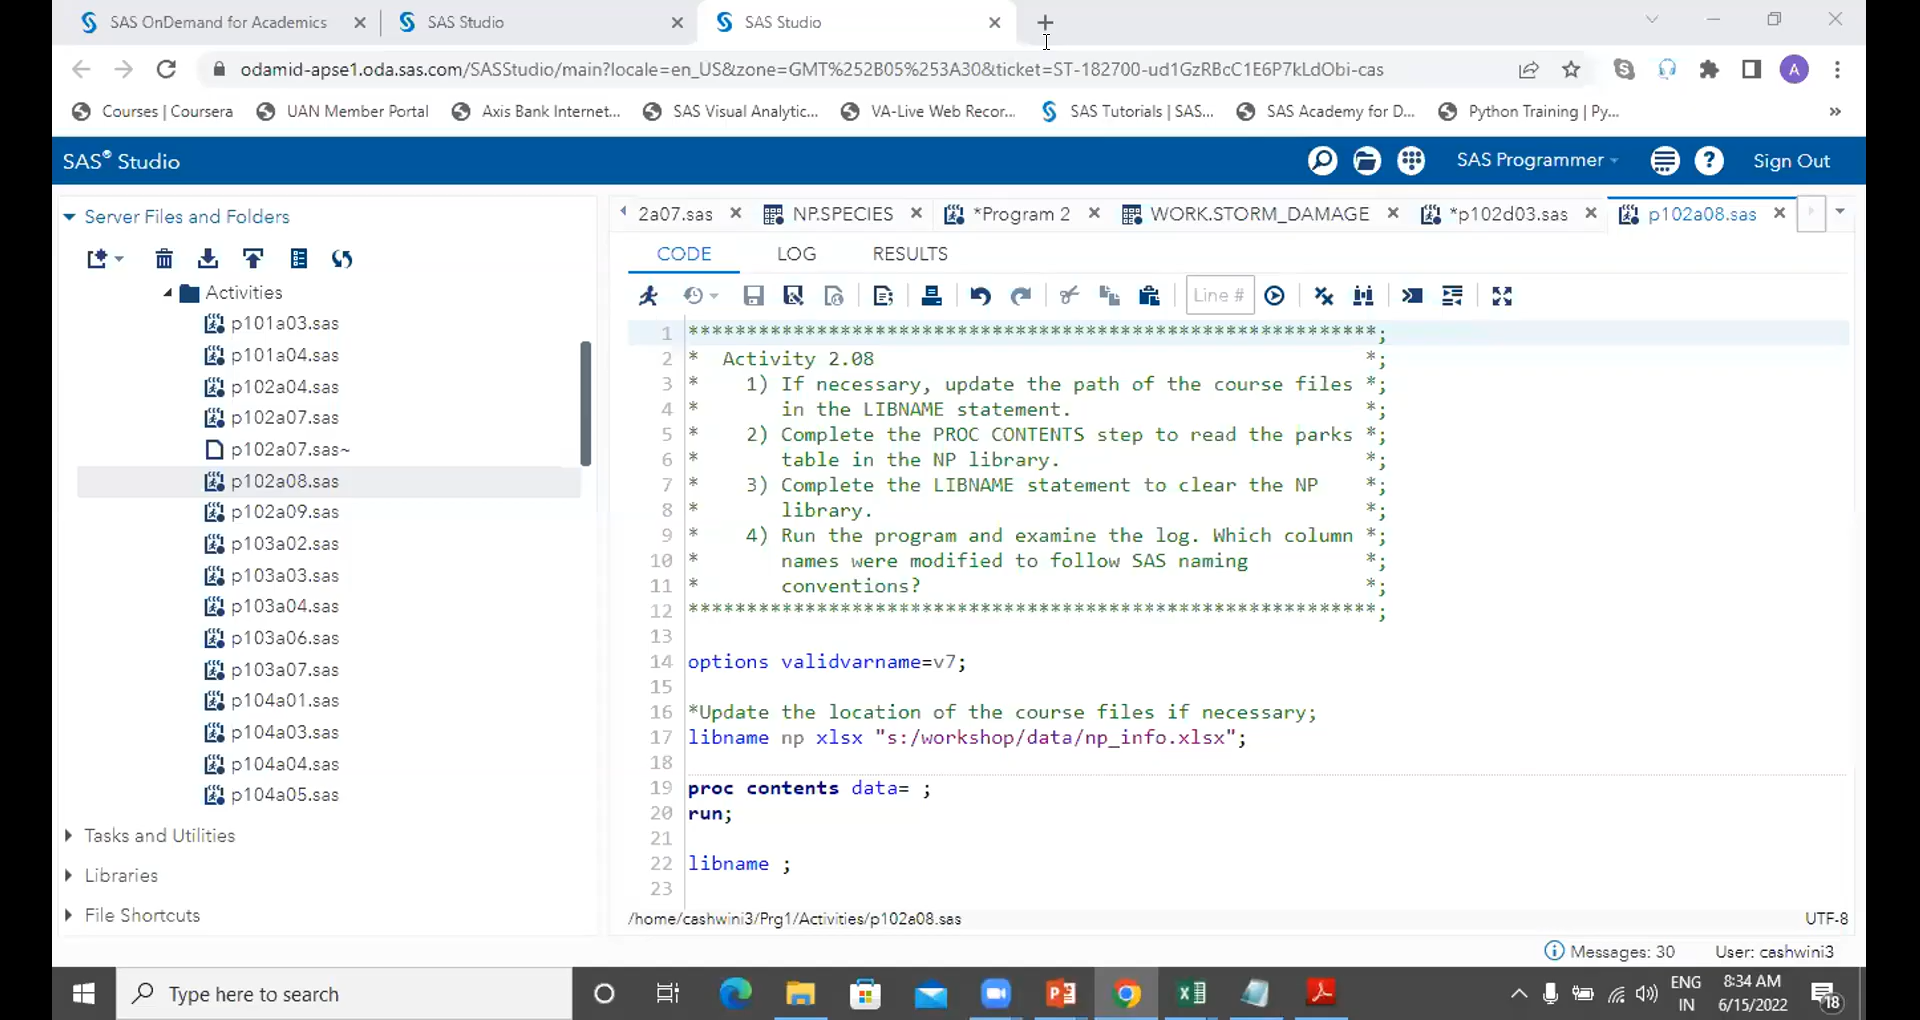 SAS OnDemand for Academics
SAS Studio
SAS Studio
odamid-apse1.oda.sas.com/SASStudio/main?locale=en_US&zone=GMT%252B05%253A30&ticket=ST-182700-ud1GzRBcC1E6P7kLdObi-cas
A
Courses | Coursera
UAN Member Portal
Axis Bank Internet...
SAS Visual Analytic...
VA-Live Web Recor...
SAS Tutorials | SAS...
SAS Academy for D...
Python Training | Py...
»
SAS® Studio
SAS Programmer
Sign Out
Server Files and Folders
Activities
p101a03.sas
p101a04.sas
p102a04.sas
p102a07.sas
p102a07.sas~
p102a08.sas
p102a09.sas
p103a02.sas
p103a03.sas
p103a04.sas
p103a06.sas
p103a07.sas
p104a01.sas
p104a03.sas
p104a04.sas
p104a05.sas
Tasks and Utilities
Libraries
File Shortcuts
2a07.sas
NP.SPECIES
*Program 2
WORK.STORM_DAMAGE
*p102d03.sas
p102a08.sas
CODE LOG RESULTS
Line #
1 ***********************************************************;
2 * Activity 2.08 *;
3 * 1) If necessary, update the path of the course files *;
4 * in the LIBNAME statement. *;
5 * 2) Complete the PROC CONTENTS step to read the parks *;
6 * table in the NP library. *;
7 * 3) Complete the LIBNAME statement to clear the NP *;
8 * library. *;
9 * 4) Run the program and examine the log. Which column *;
10 * names were modified to follow SAS naming *;
11 * conventions? *;
12 ***********************************************************;
13
14 options validvarname=v7;
15
16 *Update the location of the course files if necessary;
17 libname np xlsx "s:/workshop/data/np_info.xlsx";
18
19 proc contents data= ;
20 run;
21
22 libname ;
23
/home/cashwini3/Prg1/Activities/p102a08.sas
UTF-8
Messages: 30
User: cashwini3
Type here to search
ENG
IN
8:34 AM
6/15/2022
18